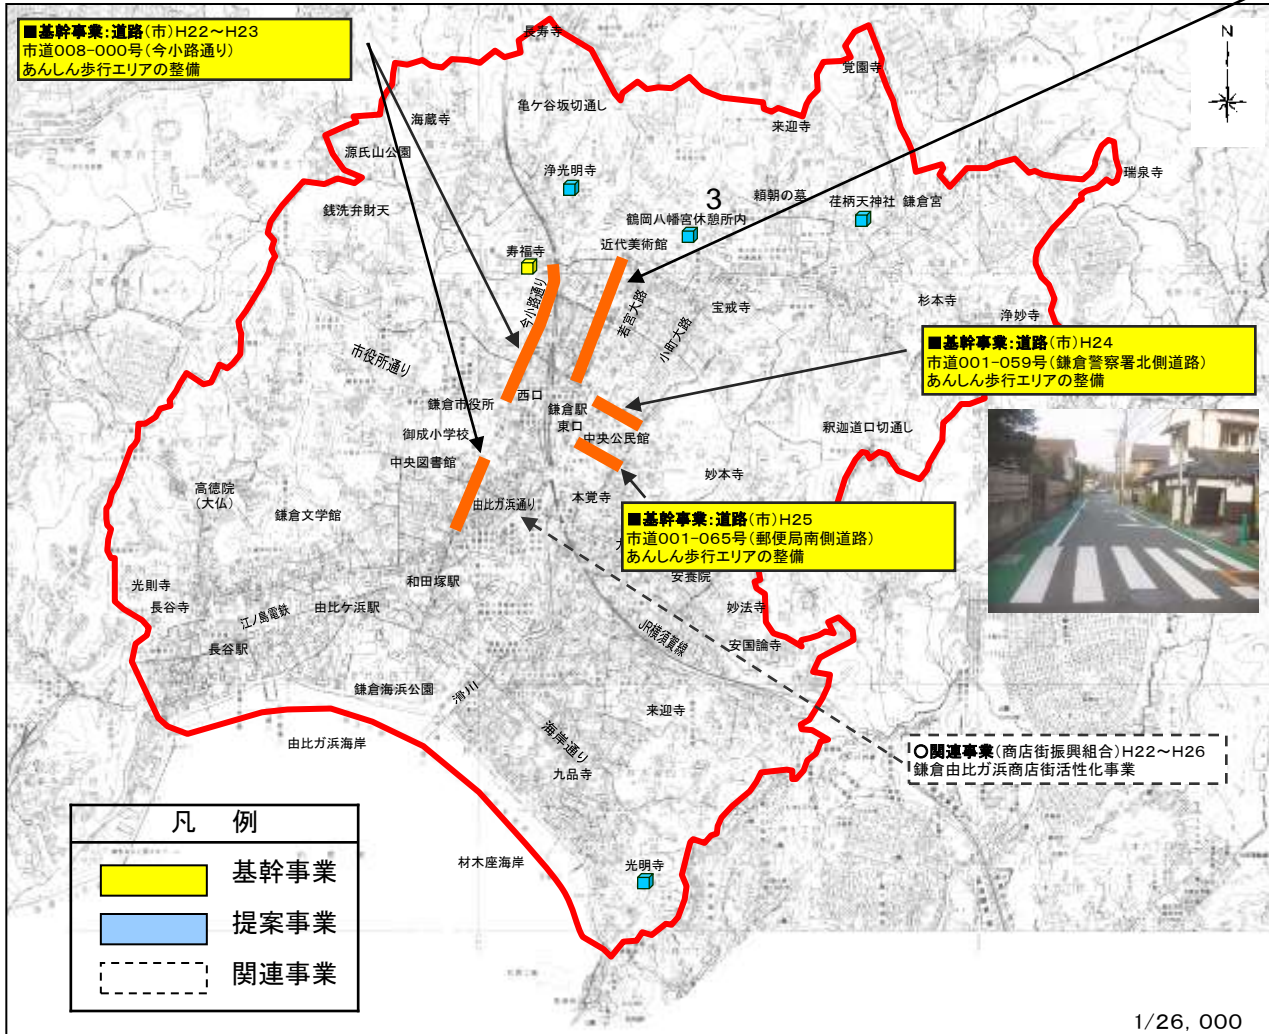 ■基幹事業:道路(市)H22～H23
市道008-000号(今小路通り)
あんしん歩行エリアの整備
長寿寺
覚園寺
N
亀ケ谷坂切通し
海蔵寺
来迎寺
源氏山公園
浄光明寺
瑞泉寺
3
頼朝の墓
荏柄天神社
鎌倉宮
銭洗弁財天
鶴岡八幡宮休憩所内
寿福寺
近代美術館
今小路通り
若宮大路
小町大路
宝戒寺
杉本寺
浄妙寺
市役所通り
■基幹事業:道路(市)H24
市道001-059号(鎌倉警察署北側道路)
あんしん歩行エリアの整備
西口
鎌倉市役所
鎌倉駅
東口
御成小学校
中央公民館
釈迦道口切通し
中央図書館
妙本寺
高徳院
(大仏)
鎌倉文学館
由比ガ浜通り
本覚寺
■基幹事業:道路(市)H25
市道001-065号(郵便局南側道路)
あんしん歩行エリアの整備
安養院
和田塚駅
光則寺
長谷寺
江ノ島電鉄
由比ケ浜駅
妙法寺
JR横須賀線
安国論寺
長谷駅
鎌倉海浜公園
滑川
来迎寺
由比ガ浜海岸
海岸通り
九品寺
○関連事業(商店街振興組合)H22～H26
鎌倉由比ガ浜商店街活性化事業
凡 例
基幹事業
提案事業
関連事業
材木座海岸
光明寺
1/26,000